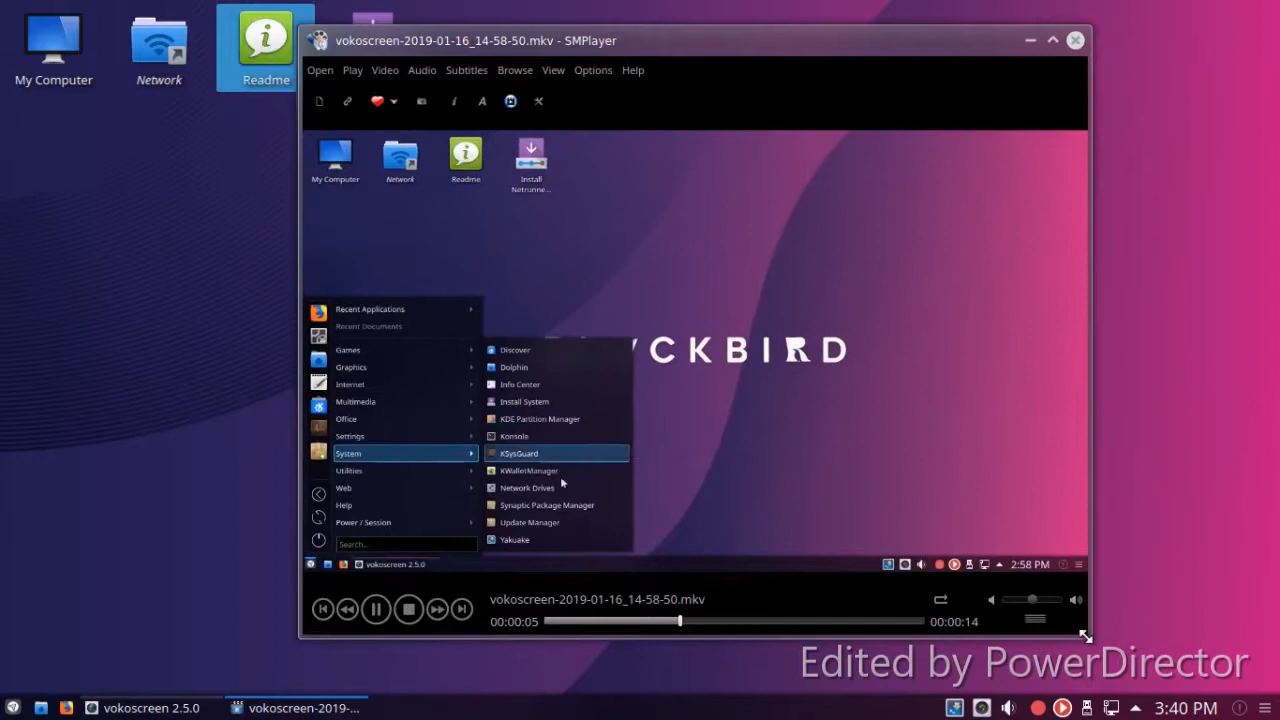 My Computer
Network
Readme
vokoscreen-2019-01-16_14-58-50.mkv - SMPlayer
Open Play Video Audio Subtitles Browse View Options Help
My Computer
Network
Readme
Install
Netrunne...
CKBIRD
Recent Applications
Recent Documents
Games
Graphics
Internet
Multimedia
Office
Settings
System
Utilities
Web
Help
Power / Session
Search...
Discover
Dolphin
Info Center
Install System
KDE Partition Manager
Konsole
KSysGuard
KWalletManager
Network Drives
Synaptic Package Manager
Update Manager
Yakuake
vokoscreen 2.5.0
2:58 PM
vokoscreen-2019-01-16_14-58-50.mkv
00:00:05
00:00:14
Edited by PowerDirector
vokoscreen 2.5.0
vokoscreen-2019-...
3:40 PM